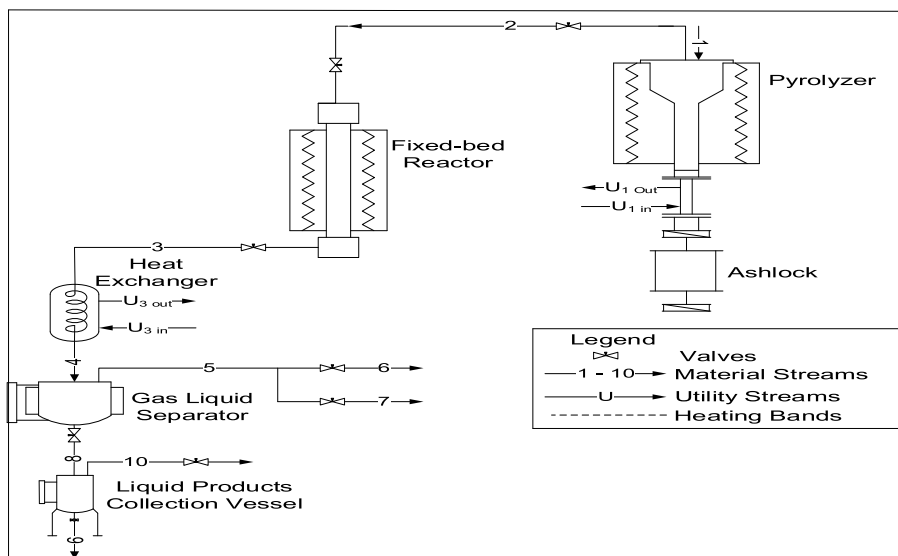 2
1
Pyrolyzer
Fixed-bed
Reactor
U1 Out
U1 in
3
Heat
Exchanger
Ashlock
U3 out
U3 in
4
Legend
Valves
1 - 10 Material Streams
U Utility Streams
Heating Bands
5
6
7
Gas Liquid
Separator
8
10
Liquid Products
Collection Vessel
9